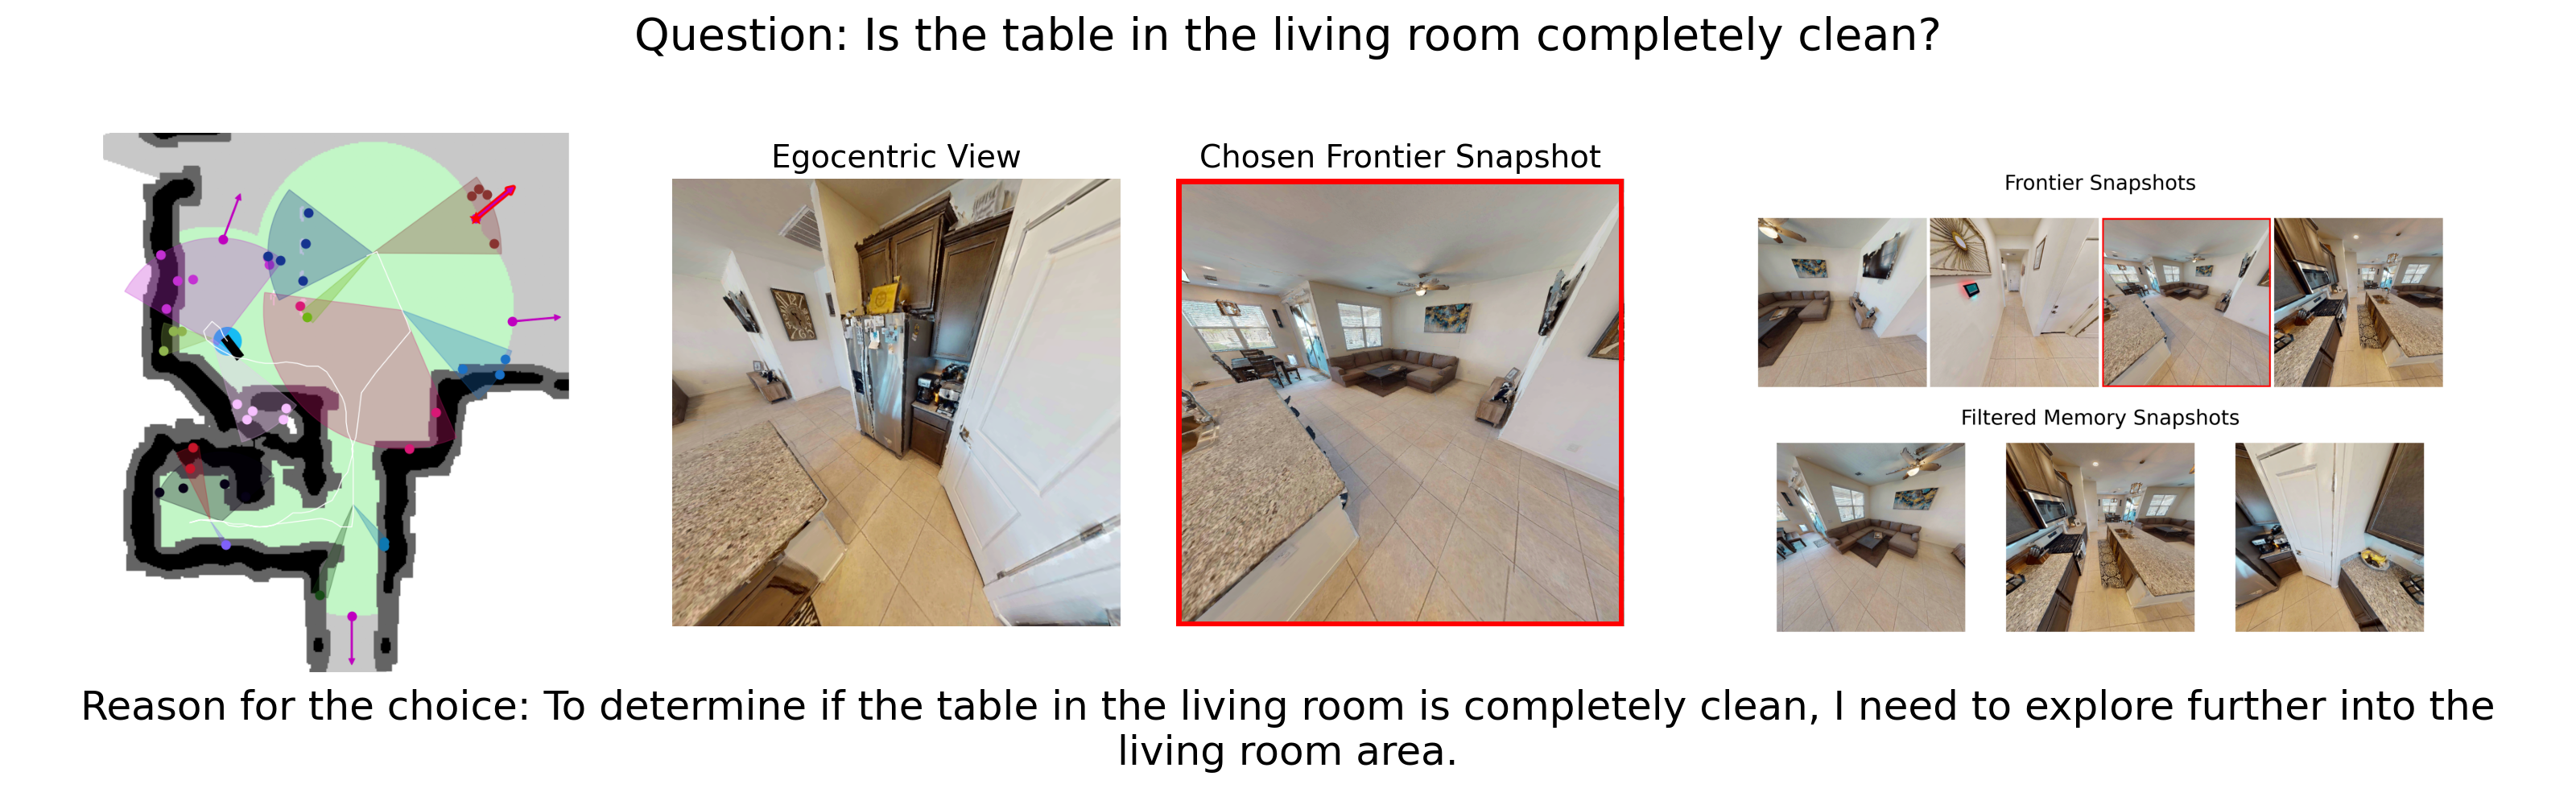 Question: Is the table in the living room completely clean?
Egocentric View
Chosen Frontier Snapshot
Frontier Snapshots
Filtered Memory Snapshots
Reason for the choice: To determine if the table in the living room is completely clean, I need to explore further into the
living room area.